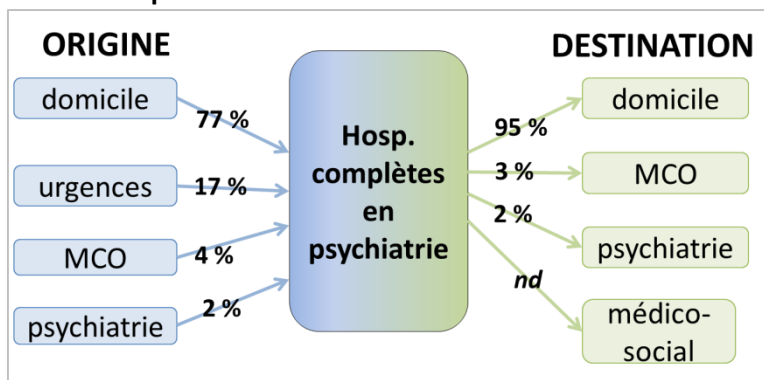 ORIGINE
domicile
77 %
urgences
17 %
MCO
4 %
psychiatrie
2 %
Hosp.
complètes
en
psychiatrie
DESTINATION
95 %
domicile
3 %
MCO
2 %
psychiatrie
nd
médico-
social